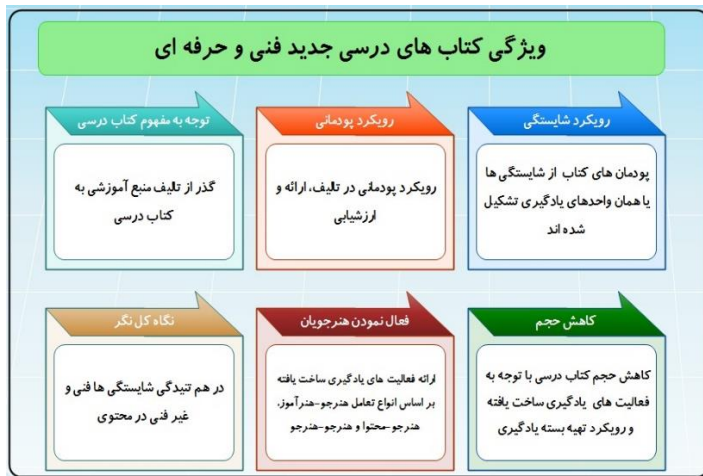 ویژگی کتاب های درسی جدید فنی و حرفه ای
رویکرد شایستگی
پودمان های کتاب از شایستگی ها
یا همان واحدهای یادگیری تشکیل
شده اند
رویکرد پودمانی
رویکرد پودمانی در تالیف، ارائه و
ارزشیابی
توجه به مفهوم کتاب درسی
گذر از تالیف منبع آموزشی به
کتاب درسی
کاهش حجم
کاهش حجم کتاب درسی با توجه به
فعالیت های یادگیری ساخت یافته
و رویکرد تهیه بسته یادگیری
فعال نمودن هنرجویان
ارائه فعالیت های یادگیری ساخت یافته
بر اساس انواع تعامل هنرجو-هنرآموز،
هنرجو-محتوا و هنرجو-هنرجو
نگاه کل نگر
در هم تنیدگی شایستگی ها فنی و
غیر فنی در محتوی